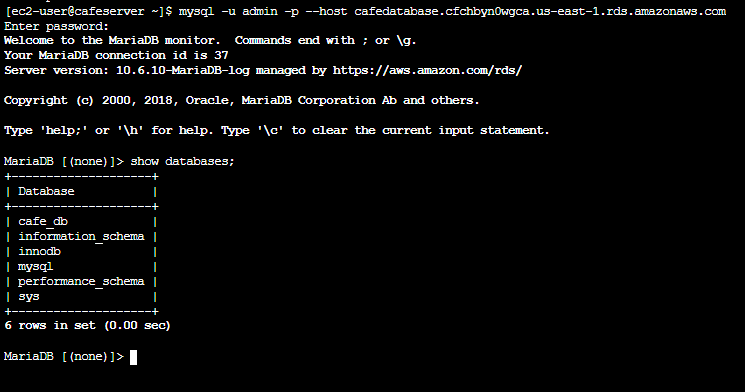 [ec2-user@cafeserver ~]$ mysql -u admin -p --host cafedatabase.cfchbyn0wgca.us-east-1.rds.amazonaws.com
Enter password:
Welcome to the MariaDB monitor.  Commands end with ; or \g.
Your MariaDB connection id is 37
Server version: 10.6.10-MariaDB-log managed by https://aws.amazon.com/rds/

Copyright (c) 2000, 2018, Oracle, MariaDB Corporation Ab and others.

Type 'help;' or '\h' for help. Type '\c' to clear the current input statement.

MariaDB [(none)]> show databases;
+--------------------+
| Database           |
+--------------------+
| cafe_db            |
| information_schema |
| innodb             |
| mysql              |
| performance_schema |
| sys                |
+--------------------+
6 rows in set (0.00 sec)

MariaDB [(none)]>